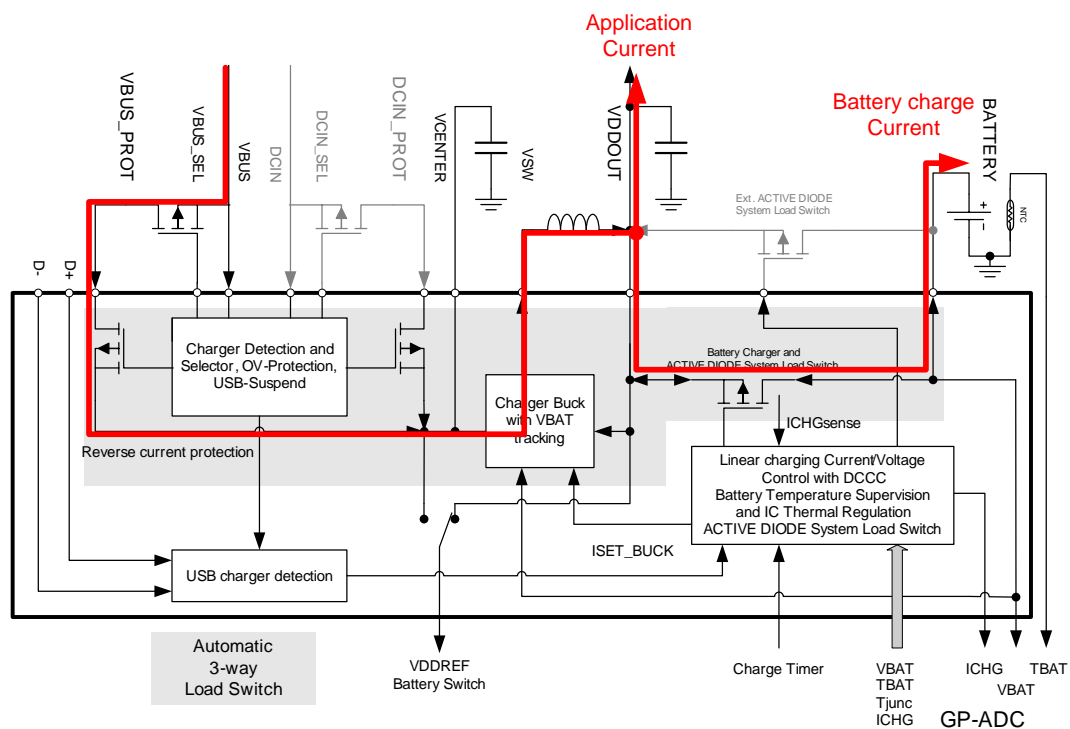 Application
Current
Battery charge
Current
VBUS_PROT
VBUS_SEL
VBUS
DCIN
DCIN_SEL
DCIN_PROT
VCENTER
VSW
VDDOUT
BATTERY
Ext. ACTIVE DIODE
System Load Switch
+
−
NTC
D-
D+
Charger Detection and
Selector, OV-Protection,
USB-Suspend
Battery Charger and
ACTIVE DIODE System Load Switch
Charger Buck
with VBAT
tracking
ICHGsense
Reverse current protection
Linear charging Current/Voltage
Control with DCCC
Battery Temperature Supervision
and IC Thermal Regulation
ACTIVE DIODE System Load Switch
ISET_BUCK
USB charger detection
Automatic
3-way
Load Switch
VDDREF
Battery Switch
Charge Timer
VBAT
TBAT
Tjunc
ICHG
ICHG
VBAT
TBAT
GP-ADC